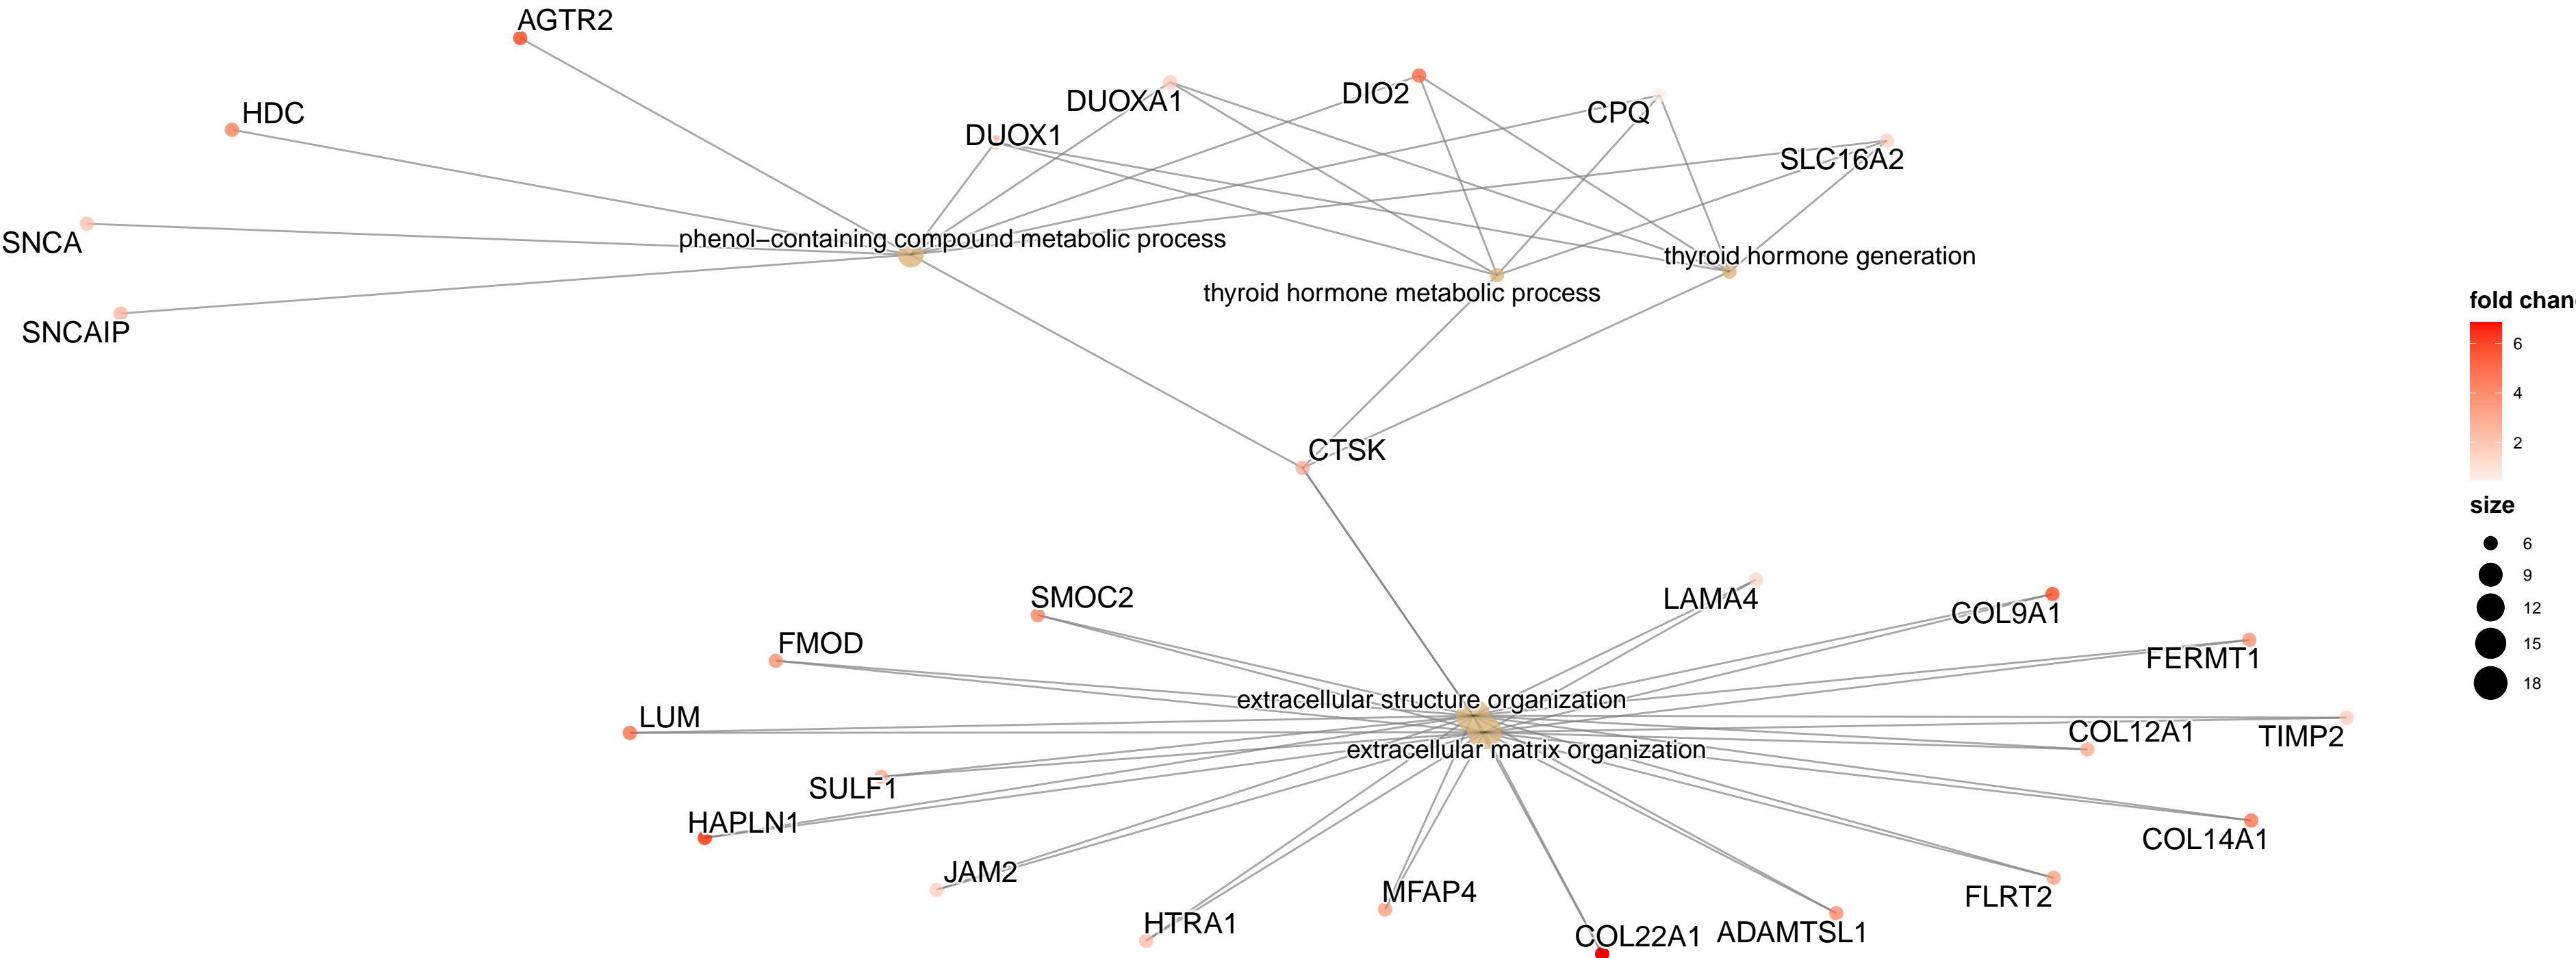 AGTR2
DUOXA1
DIO2
CPQ
HDC
DUOX1
SLC16A2
SNCA
phenol−containing compound metabolic process
thyroid hormone generation
thyroid hormone metabolic process
SNCAIP
CTSK
SMOC2
LAMA4
COL9A1
FMOD
FERMT1
extracellular structure organization
LUM
COL12A1
TIMP2
extracellular matrix organization
SULF1
HAPLN1
COL14A1
JAM2
MFAP4
FLRT2
HTRA1
COL22A1
ADAMTSL1
fold chan
6
4
2
size
6
9
12
15
18